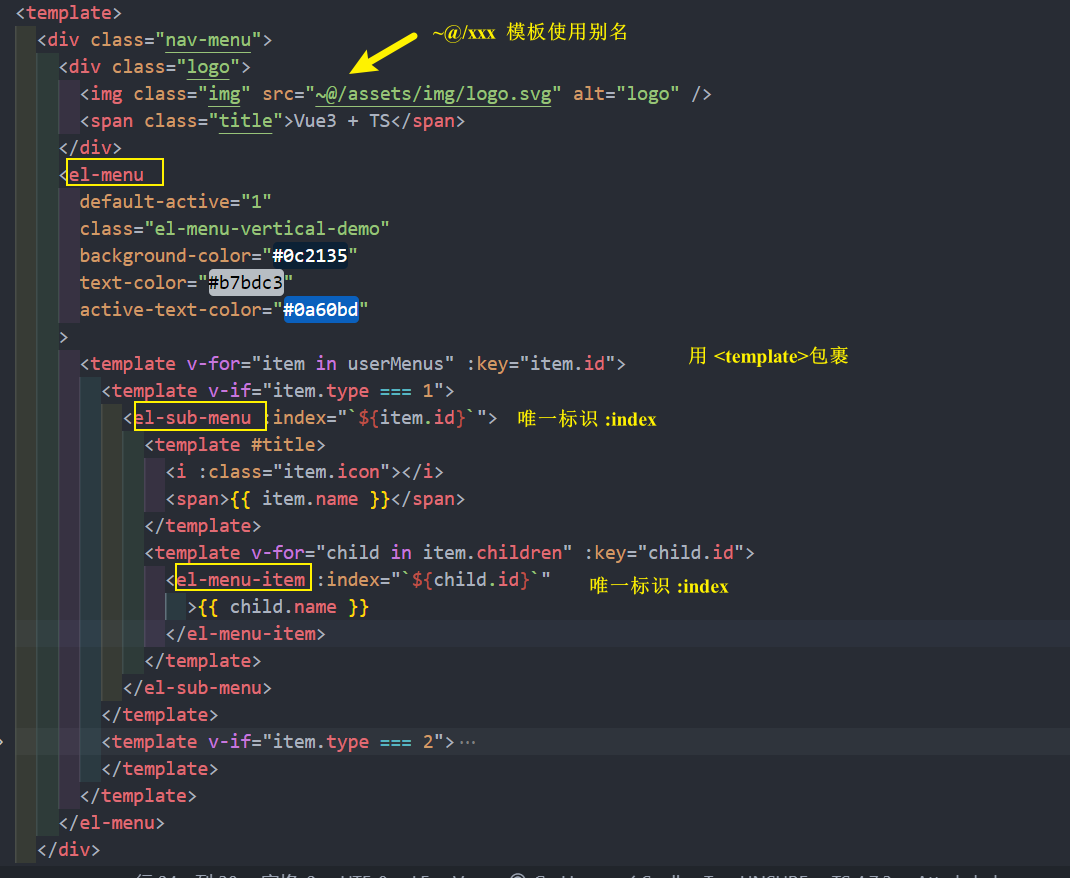 <template>
<div class="nav-menu">
~@/xxx 模板使用别名
<div class="logo">
<img class="img" src="~@/assets/img/logo.svg" alt="logo" />
<span class="title">Vue3 + TS</span>
</div>
<el-menu
default-active="1"
class="el-menu-vertical-demo"
background-color="#0c2135"
text-color="#b7bdc3"
active-text-color="#0a60bd"
>
<template v-for="item in userMenus" :key="item.id"> 用 <template>包裹
<template v-if="item.type === 1">
<el-sub-menu :index="`${item.id}`"> 唯一标识 :index
<template #title>
<i :class="item.icon"></i>
<span>{{ item.name }}</span>
</template>
<template v-for="child in item.children" :key="child.id">
<el-menu-item :index="`${child.id}`" 唯一标识 :index
>{{ child.name }}
</el-menu-item>
</template>
</el-sub-menu>
</template>
<template v-if="item.type === 2">···
</template>
</template>
</el-menu>
</div>